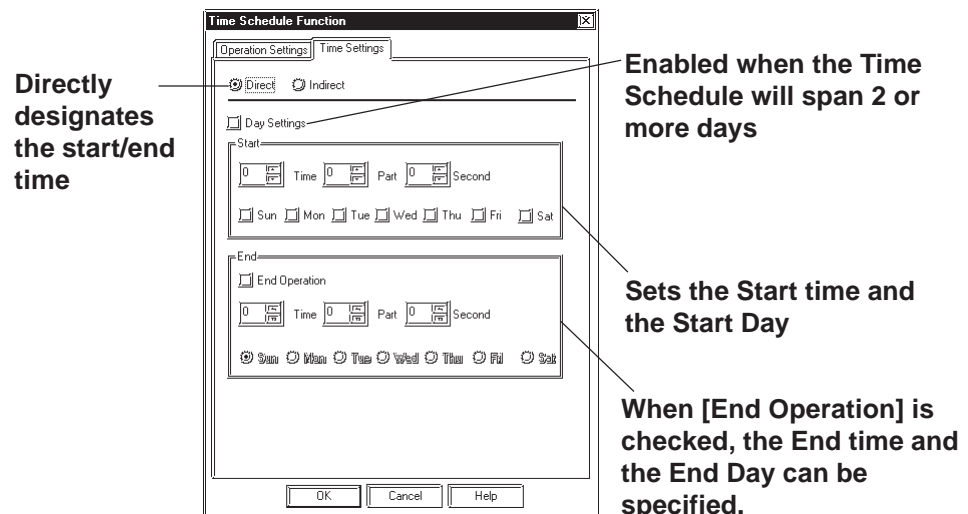 Time Schedule Function
Operation Settings Time Settings
Direct Indirect
Day Settings
Start
0 Time 0 Part 0 Second
Sun Mon Tue Wed Thu Fri Sat
End
End Operation
0 Time 0 Part 0 Second
Sun Mon Tue Wed Thu Fri Sat
OK Cancel Help
Directly
designates
the start/end
time
Enabled when the Time
Schedule will span 2 or
more days
Sets the Start time and
the Start Day
When [End Operation] is
checked, the End time and
the End Day can be
specified.